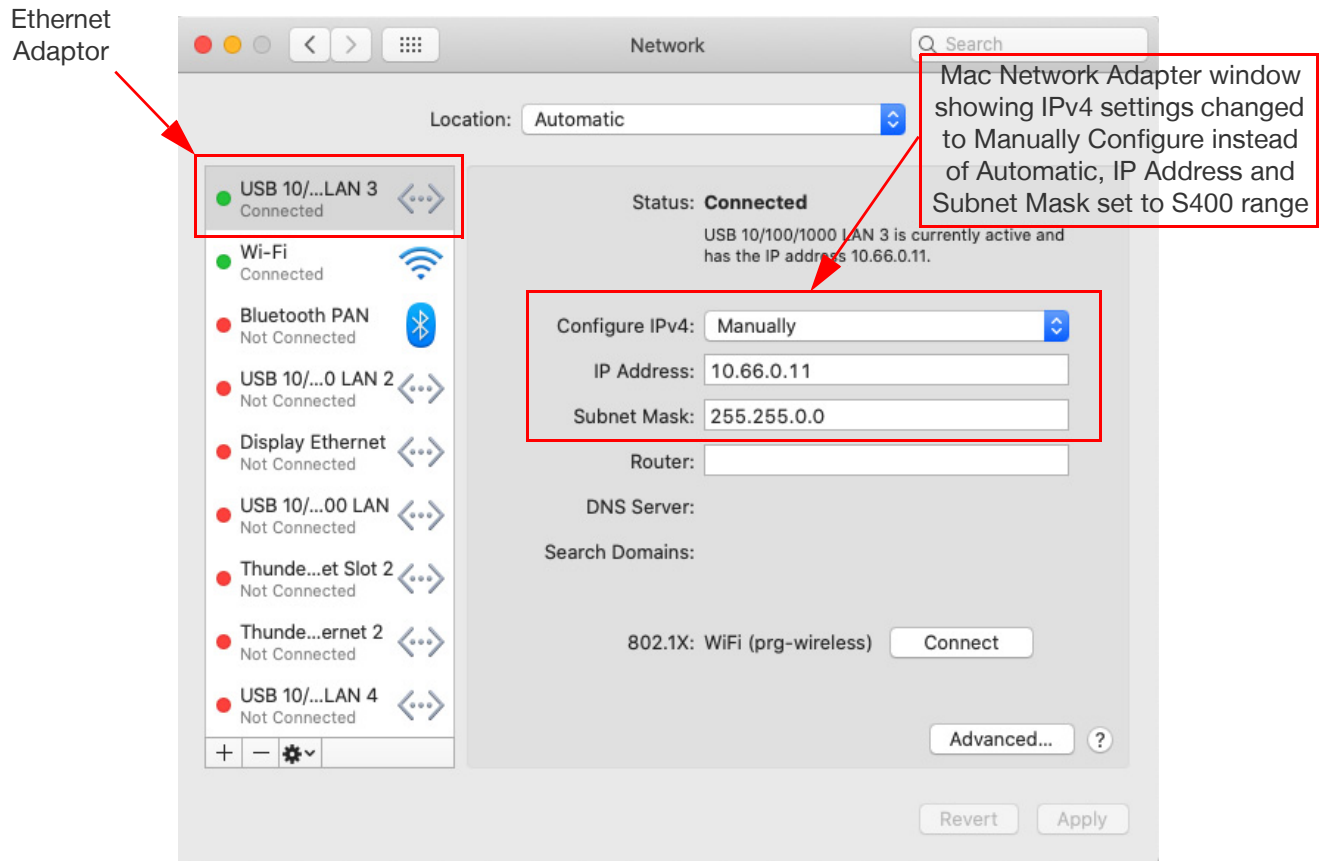 Ethernet
Adaptor
Network
Search
Mac Network Adapter window
showing IPv4 settings changed
to Manually Configure instead
of Automatic, IP Address and
Subnet Mask set to S400 range
Location: Automatic
USB 10/...LAN 3
Connected
Wi-Fi
Connected
Bluetooth PAN
Not Connected
USB 10/...0 LAN 2
Not Connected
Display Ethernet
Not Connected
USB 10/...00 LAN
Not Connected
Thunde...et Slot 2
Not Connected
Thunde...ernet 2
Not Connected
USB 10/...LAN 4
Not Connected
Status: Connected
USB 10/100/1000 LAN 3 is currently active and
has the IP address 10.66.0.11.
Configure IPv4: Manually
IP Address: 10.66.0.11
Subnet Mask: 255.255.0.0
Router:
DNS Server:
Search Domains:
802.1X: WiFi (prg-wireless) Connect
Advanced... ?
Revert Apply